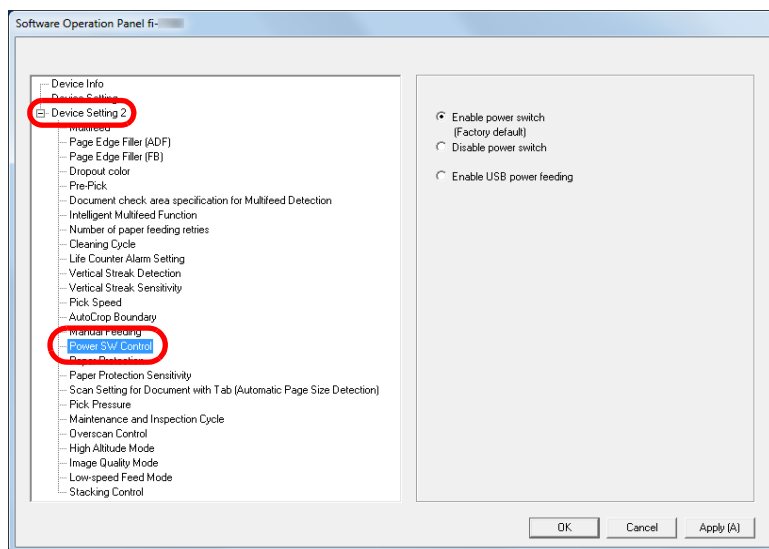 Software Operation Panel fi-
Device Info
Device Setting
Device Setting 2
Multifeed
Page Edge Filler (ADF)
Page Edge Filler (FB)
Dropout color
Pre-Pick
Document check area specification for Multifeed Detection
Intelligent Multifeed Function
Number of paper feeding retries
Cleaning Cycle
Life Counter Alarm Setting
Vertical Streak Detection
Vertical Streak Sensitivity
Pick Speed
AutoCrop Boundary
Manual Feeding
Power SW Control
Paper Protection
Paper Protection Sensitivity
Scan Setting for Document with Tab (Automatic Page Size Detection)
Pick Pressure
Maintenance and Inspection Cycle
Overscan Control
High Altitude Mode
Image Quality Mode
Low-speed Feed Mode
Stacking Control
Enable power switch
(Factory default)
Disable power switch
Enable USB power feeding
OK
Cancel
Apply (A)